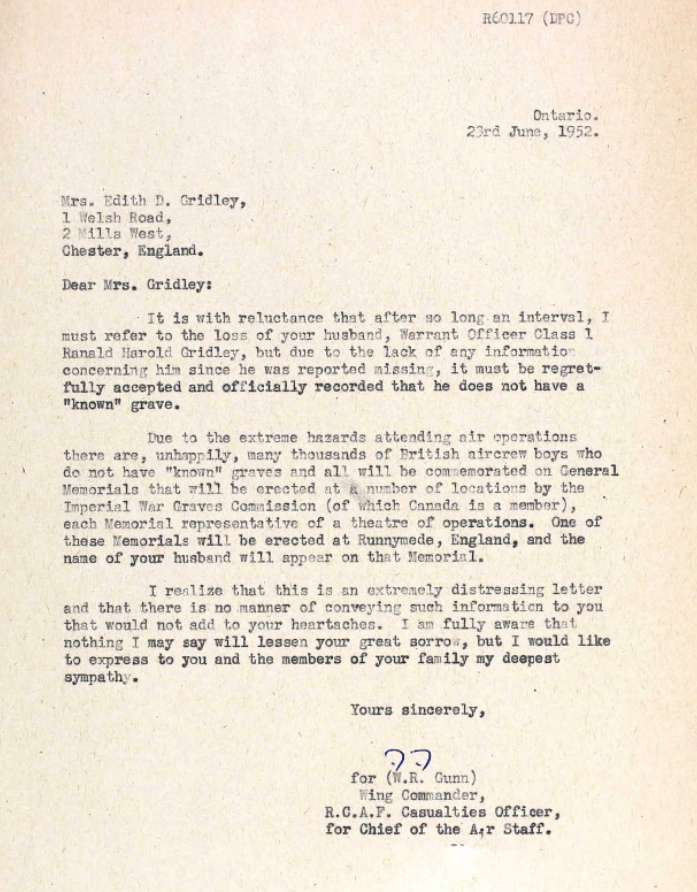 R60117 (DPC)
Ontario.
23rd June, 1952.
Mrs. Edith D. Gridley,
1 Welsh Road,
2 Mills West,
Chester, England.
Dear Mrs. Gridley:
It is with reluctance that after so long an interval, I
must refer to the loss of your husband, Warrant Officer Class 1
Ranald Harold Gridley, but due to the lack of any information
concerning him since he was reported missing, it must be regret-
fully accepted and officially recorded that he does not have a
"known" grave.
Due to the extreme hazards attending air operations
there are, unhappily, many thousands of British aircrew boys who
do not have "known" graves and all will be commemorated on General
Memorials that will be erected at a number of locations by the
Imperial War Graves Commission (of which Canada is a member),
each Memorial representative of a theatre of operations. One of
these Memorials will be erected at Runnymede, England, and the
name of your husband will appear on that Memorial.
I realize that this is an extremely distressing letter
and that there is no manner of conveying such information to you
that would not add to your heartaches. I am fully aware that
nothing I may say will lessen your great sorrow, but I would like
to express to you and the members of your family my deepest
sympathy.
Yours sincerely,
for (W.R. Gunn)
Wing Commander,
R.C.A.F. Casualties Officer,
for Chief of the Air Staff.